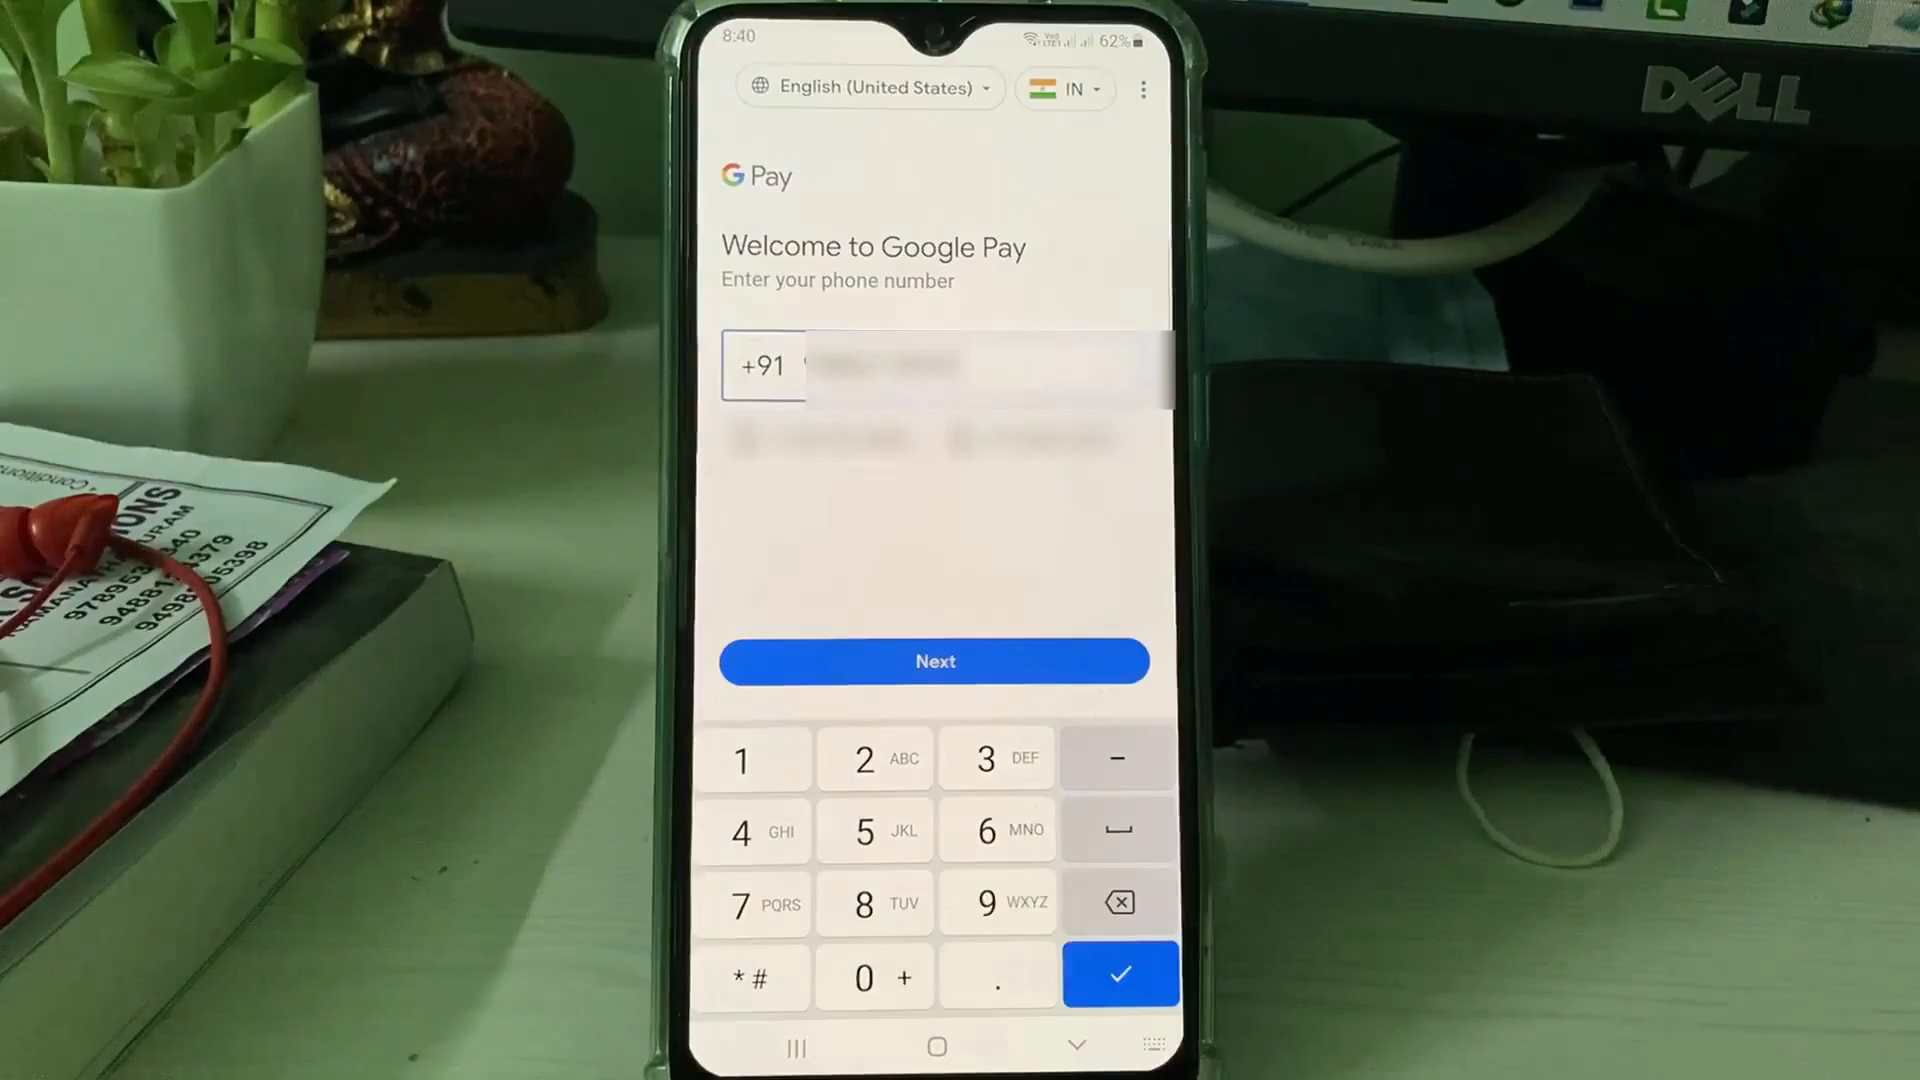 8:40
62%
English (United States)
IN
G Pay
Welcome to Google Pay
Enter your phone number
+91
Next
1
2 ABC
3 DEF
-
4 GHI
5 JKL
6 MNO
7 PQRS
8 TUV
9 WXYZ
* #
0 +
.
DELL